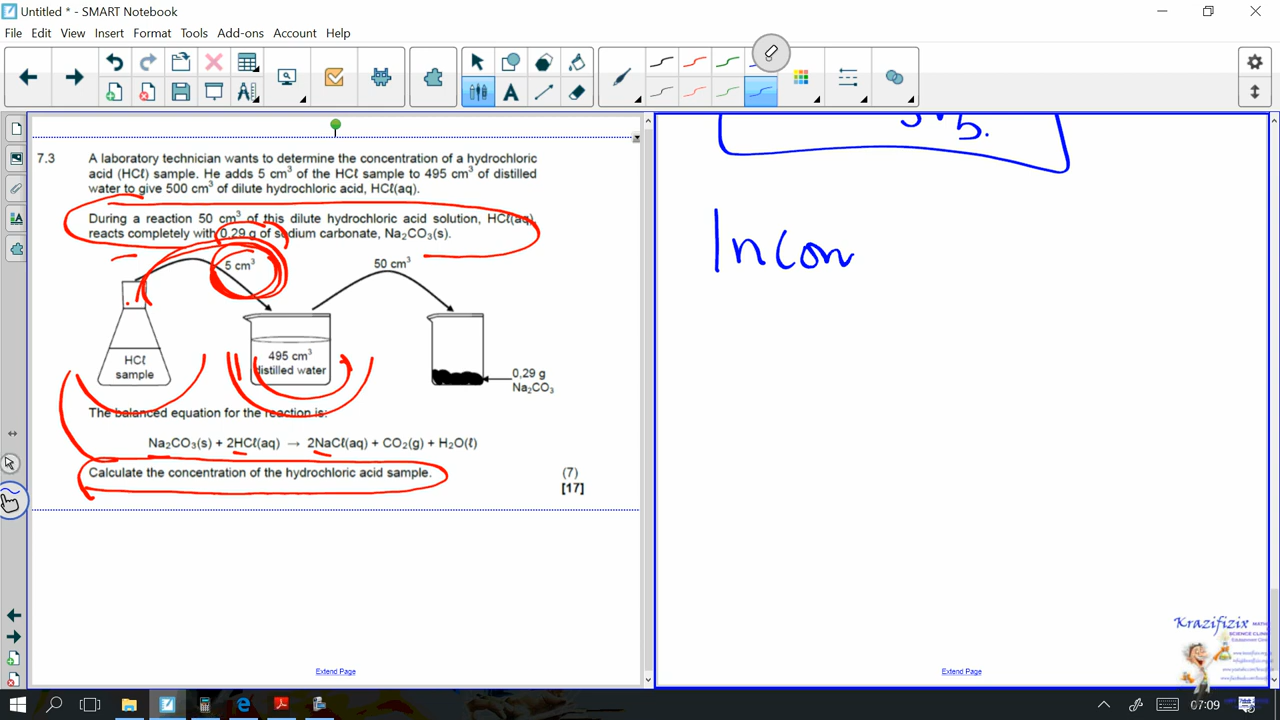 Untitled * - SMART Notebook
File Edit View Insert Format Tools Add-ons Account Help
7.3 A laboratory technician wants to determine the concentration of a hydrochloric
acid (HCℓ) sample. He adds 5 cm³ of the HCℓ sample to 495 cm³ of distilled
water to give 500 cm³ of dilute hydrochloric acid, HCℓ(aq).
During a reaction 50 cm³ of this dilute hydrochloric acid solution, HCℓ(aq),
reacts completely with 0,29 g of sodium carbonate, Na₂CO₃(s).
5 cm³
50 cm³
HCℓ
sample
495 cm³
distilled water
0,29 g
Na₂CO₃
The balanced equation for the reaction is:
Na₂CO₃(s) + 2HCℓ(aq) → 2NaCℓ(aq) + CO₂(g) + H₂O(ℓ)
Calculate the concentration of the hydrochloric acid sample. (7)
[17]
Extend Page
Incon
Krazifizix MATH
SCIENCE CLINIC
Extend Page
07:09